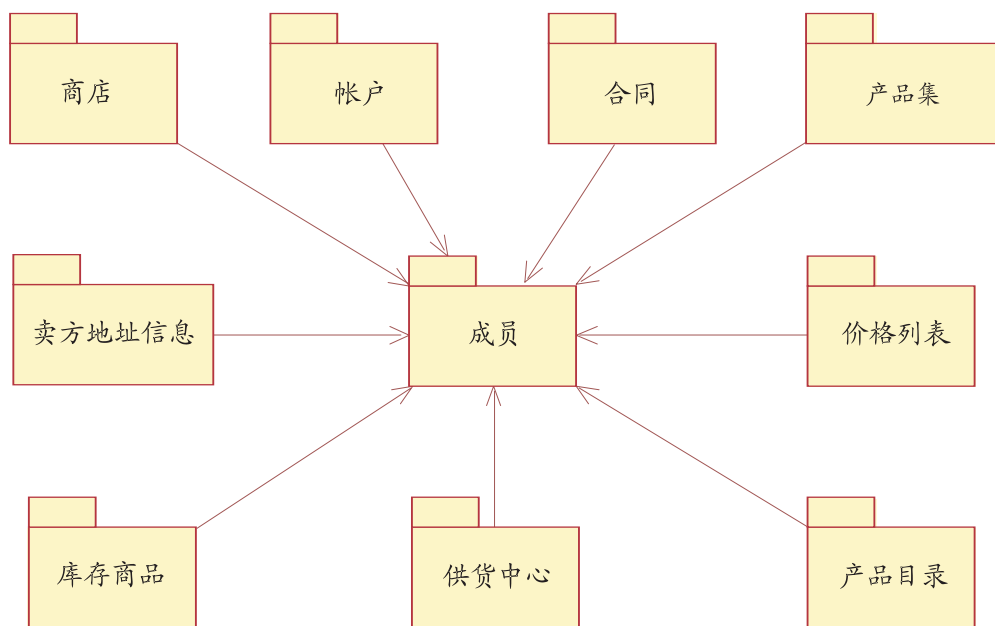 商店
帐户
合同
产品集
卖方地址信息
成员
价格列表
库存商品
供货中心
产品目录